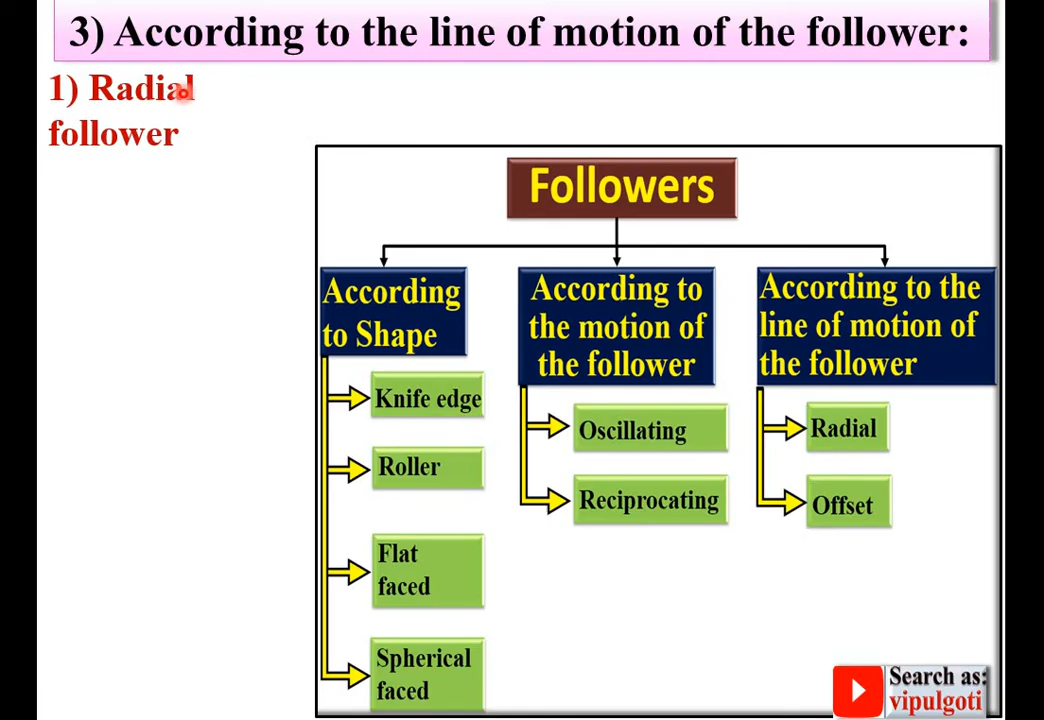 3) According to the line of motion of the follower:
1) Radial
follower
Followers
According
to Shape
Knife edge
Roller
Flat
faced
Spherical
faced
According to
the motion of
the follower
Oscillating
Reciprocating
According to the
line of motion of
the follower
Radial
Offset
Search as:
vipulgoti